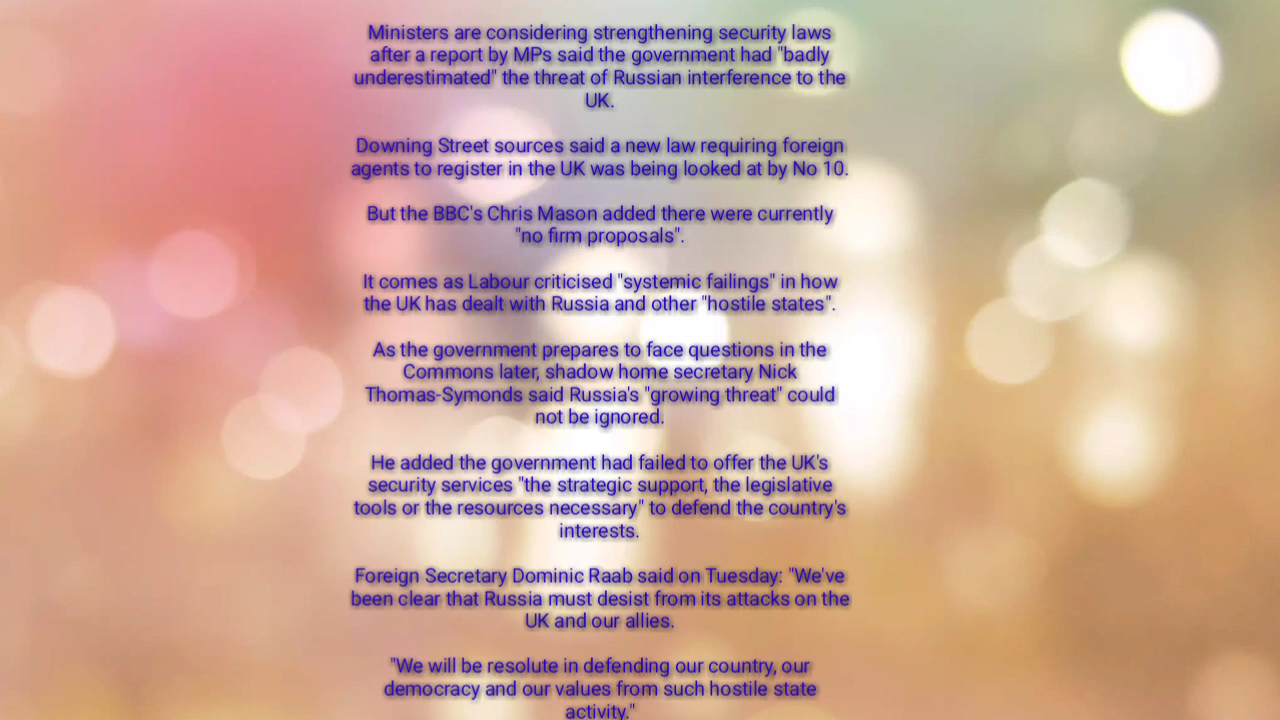 Ministers are considering strengthening security laws
after a report by MPs said the government had "badly
underestimated" the threat of Russian interference to the
UK.
Downing Street sources said a new law requiring foreign
agents to register in the UK was being looked at by No 10.
But the BBC's Chris Mason added there were currently
"no firm proposals".
It comes as Labour criticised "systemic failings" in how
the UK has dealt with Russia and other "hostile states".
As the government prepares to face questions in the
Commons later, shadow home secretary Nick
Thomas-Symonds said Russia's "growing threat" could
not be ignored.
He added the government had failed to offer the UK's
security services "the strategic support, the legislative
tools or the resources necessary" to defend the country's
interests.
Foreign Secretary Dominic Raab said on Tuesday: "We've
been clear that Russia must desist from its attacks on the
UK and our allies.
"We will be resolute in defending our country, our
democracy and our values from such hostile state
activity."